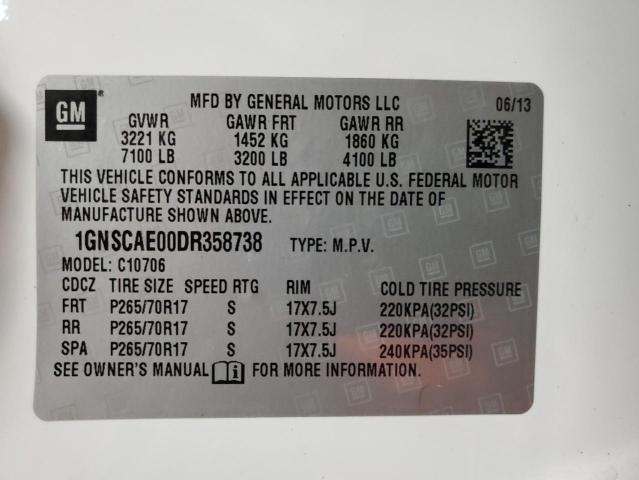 GM
MFD BY GENERAL MOTORS LLC 06/13
GVWR GAWR FRT GAWR RR
3221 KG 1452 KG 1860 KG
7100 LB 3200 LB 4100 LB
THIS VEHICLE CONFORMS TO ALL APPLICABLE U.S. FEDERAL MOTOR
VEHICLE SAFETY STANDARDS IN EFFECT ON THE DATE OF
MANUFACTURE SHOWN ABOVE.
1GNSCAE00DR358738 TYPE: M.P.V.
MODEL: C10706
CDCZ TIRE SIZE SPEED RTG RIM COLD TIRE PRESSURE
FRT P265/70R17 S 17X7.5J 220KPA(32PSI)
RR P265/70R17 S 17X7.5J 220KPA(32PSI)
SPA P265/70R17 S 17X7.5J 240KPA(35PSI)
SEE OWNER'S MANUAL FOR MORE INFORMATION.